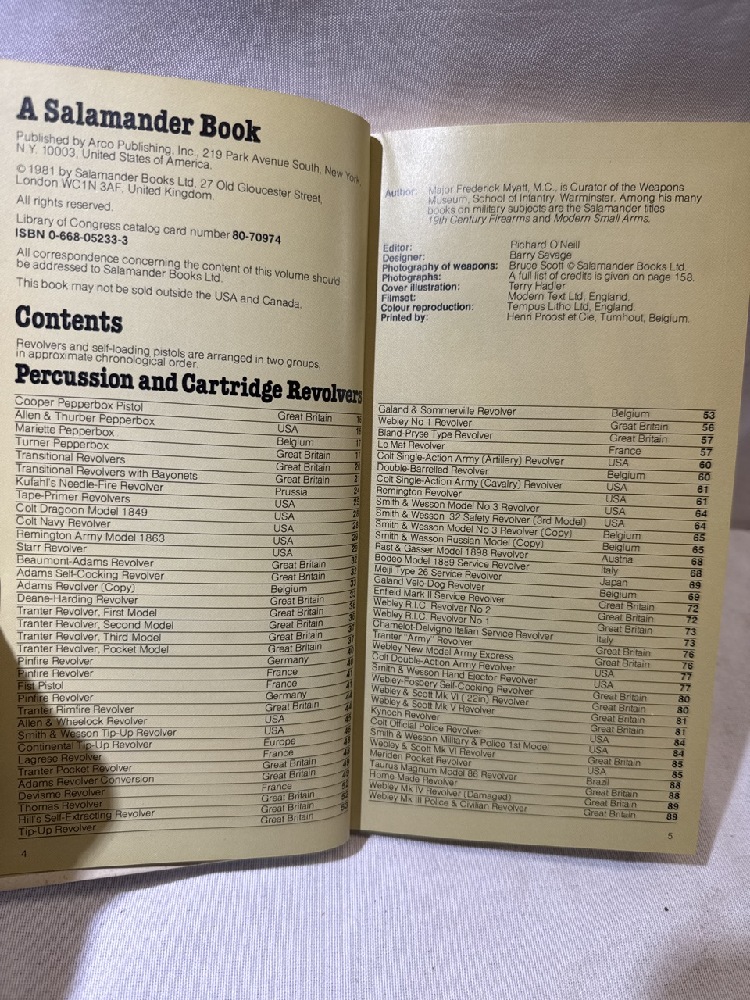 A Salamander Book
Published by Arco Publishing, Inc., 219 Park Avenue South, New York,
N.Y. 10003, United States of America.
© 1981 by Salamander Books Ltd, 27 Old Gloucester Street,
London WC1N 3AF, United Kingdom
All rights reserved.
Library of Congress catalog card number 80-70974
ISBN 0-668-05233-3
All correspondence concerning the content of this volume should
be addressed to Salamander Books Ltd.
This book may not be sold outside the USA and Canada.
Contents
Revolvers and self-loading pistols are arranged in two groups,
in approximate chronological order.
Percussion and Cartridge Revolvers
Cooper Pepperbox Pistol Great Britain
Allen & Thurber Pepperbox USA
Mariette Pepperbox Belgium
Turner Pepperbox Great Britain
Transitional Revolvers Great Britain
Transitional Revolvers with Bayonets Great Britain
Kufahl's Needle-Fire Revolver Prussia
Tape-Primer Revolvers USA
Colt Dragoon Model 1849 USA
Colt Navy Revolver USA
Remington Army Model 1863 USA
Starr Revolver USA
Beaumont-Adams Revolver Great Britain
Adams Self-Cocking Revolver Great Britain
Adams Revolver (Copy) Belgium
Deane-Harding Revolver Great Britain
Tranter Revolver, First Model Great Britain
Tranter Revolver, Second Model Great Britain
Tranter Revolver, Third Model Great Britain
Tranter Revolver, Pocket Model Great Britain
Pinfire Revolver Germany
Pinfire Revolver France
Fist Pistol France
Pinfire Revolver Germany
Tranter Rimfire Revolver Great Britain
Allen & Wheelock Revolver USA
Smith & Wesson Tip-Up Revolver USA
Continental Tip-Up Revolver Europe
Lagrese Revolver France
Tranter Pocket Revolver Great Britain
Adams Revolver Conversion Great Britain
Devisme Revolver France
Thomas Revolver Great Britain
Hill's Self-Extracting Revolver Great Britain
Tip-Up Revolver Great Britain
4
Author: Major Frederick Myatt, M.C., is Curator of the Weapons
Museum, School of Infantry, Warminster. Among his many
books on military subjects are the Salamander titles
19th Century Firearms and Modern Small Arms.
Editor: Richard O'Neill
Designer: Barry Savage
Photography of weapons: Bruce Scott © Salamander Books Ltd.
Photographs: A full list of credits is given on page 158.
Cover illustration: Terry Hadler
Filmset: Modern Text Ltd, England.
Colour reproduction: Tempus Litho Ltd, England.
Printed by: Henri Proost et Cie, Turnhout, Belgium.
Galand & Sommerville Revolver Belgium 53
Webley No 1 Revolver Great Britain 56
Bland-Pryse Type Revolver Great Britain 57
Le Mat Revolver France 57
Colt Single-Action Army (Artillery) Revolver USA 60
Double-Barrelled Revolver Belgium 60
Colt Single-Action Army (Cavalry) Revolver USA 61
Remington Revolver USA 61
Smith & Wesson Model No 3 Revolver USA 64
Smith & Wesson .32 Safety Revolver (3rd Model) USA 64
Smith & Wesson Model No 3 Revolver (Copy) Belgium 65
Smith & Wesson Russian Model (Copy) Belgium 65
Rast & Gasser Model 1898 Revolver Austria 68
Bodeo Model 1889 Service Revolver Italy 68
Meiji Type 26 Service Revolver Japan 69
Galand Velo-Dog Revolver Belgium 69
Enfield Mark II Service Revolver Great Britain 72
Webley R.I.C. Revolver No 2 Great Britain 72
Webley R.I.C. Revolver No 1 Great Britain 73
Chamelot-Delvigne Italian Service Revolver Italy 73
Tranter "Army" Revolver Great Britain 76
Webley New Model Army Express Great Britain 76
Colt Double-Action Army Revolver USA 77
Smith & Wesson Hand Ejector Revolver USA 77
Webley-Fosbery Self-Cocking Revolver Great Britain 80
Webley & Scott Mk VI (.22in) Revolver Great Britain 80
Webley & Scott Mk V Revolver Great Britain 81
Kynoch Revolver Great Britain 81
Colt Official Police Revolver USA 84
Smith & Wesson Military & Police 1st Model USA 84
Webley & Scott Mk VI Revolver Great Britain 85
Meriden Pocket Revolver USA 85
Taurus Magnum Model 86 Revolver Brazil 88
Home Made Revolver Great Britain 88
Webley Mk IV Revolver (Damaged) Great Britain 89
Webley Mk III Police & Civilian Revolver Great Britain 89
5